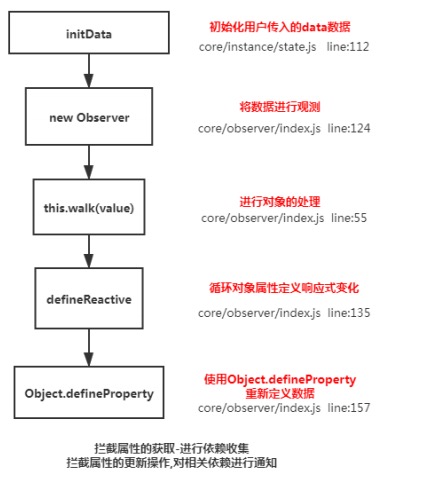 initData
初始化用户传入的data数据
core/instance/state.js line:112
new Observer
将数据进行观测
core/observer/index.js line:124
this.walk(value)
进行对象的处理
core/observer/index.js line:55
defineReactive
循环对象属性定义响应式变化
core/observer/index.js line:135
Object.defineProperty
使用Object.defineProperty
重新定义数据
core/observer/index.js line:157
拦截属性的获取-进行依赖收集
拦截属性的更新操作,对相关依赖进行通知